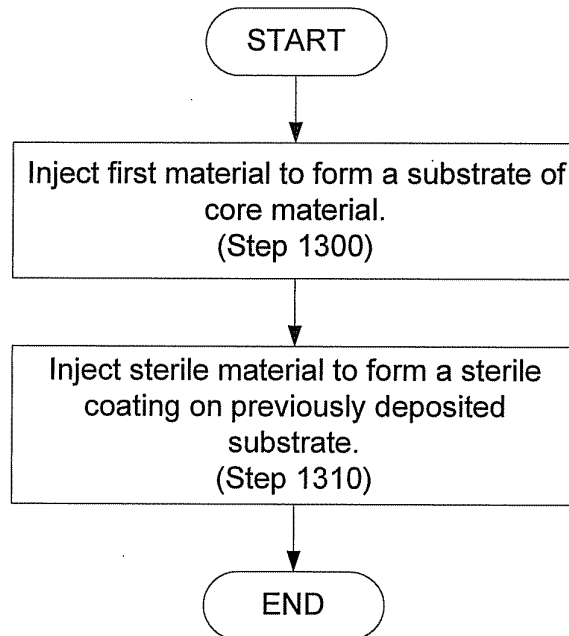 START
Inject first material to form a substrate of
core material.
(Step 1300)
Inject sterile material to form a sterile
coating on previously deposited
substrate.
(Step 1310)
END